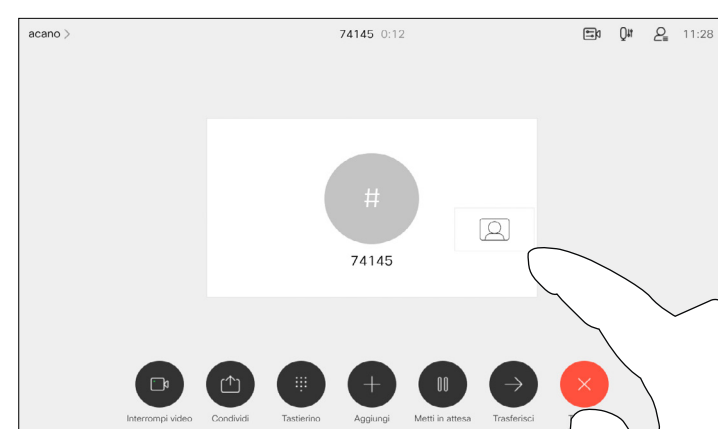 acano >
74145 0:12
11:28
#
74145
Interrompi video
Condividi
Tastierino
Aggiungi
Metti in attesa
Trasferisci